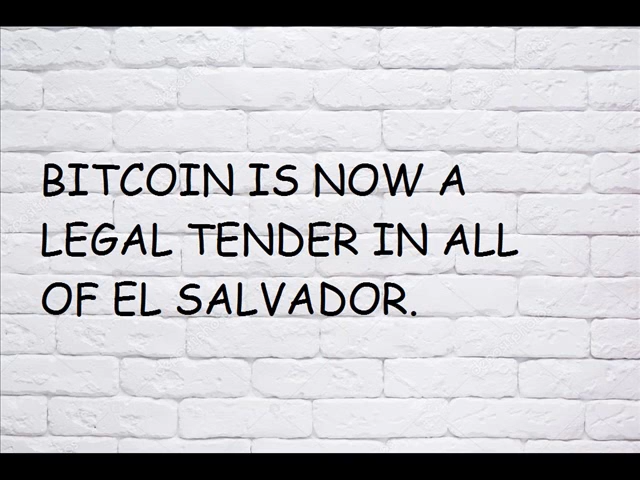 BITCOIN IS NOW A
LEGAL TENDER IN ALL
OF EL SALVADOR.